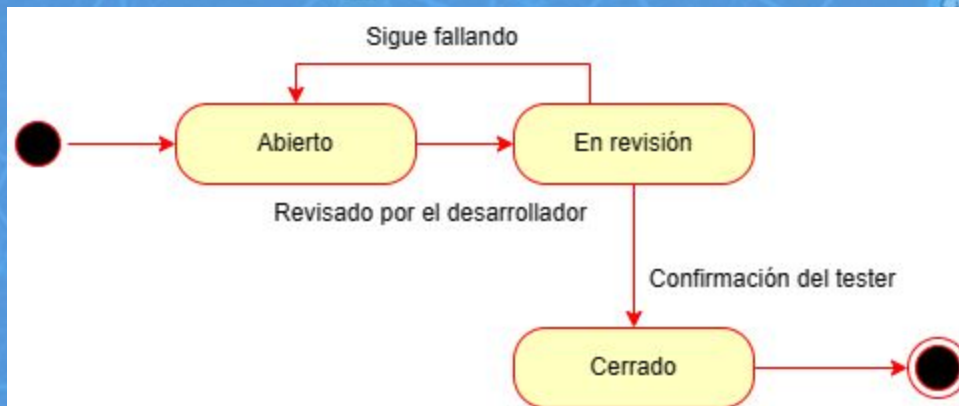 Sigue fallando
Abierto
En revisión
Revisado por el desarrollador
Confirmación del tester
Cerrado